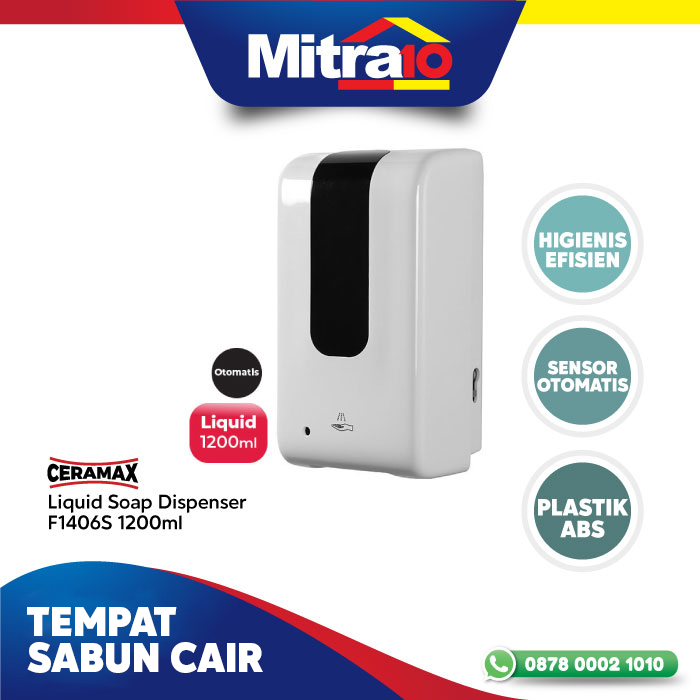 Mitra10
HIGIENIS
EFISIEN
Otomatis
SENSOR
OTOMATIS
Liquid
1200ml
CERAMAX
Liquid Soap Dispenser
F1406S 1200ml
PLASTIK
ABS
TEMPAT
SABUN CAIR
0878 0002 1010